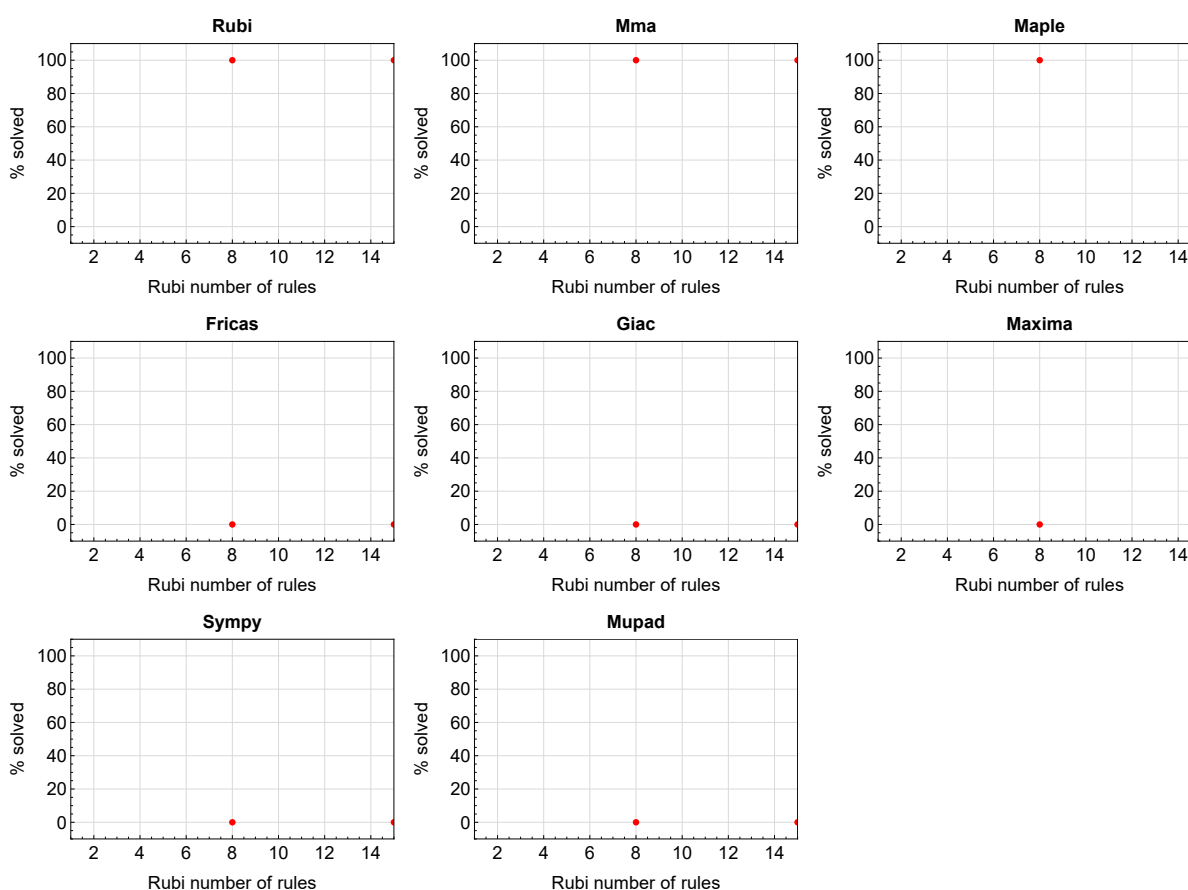 Rubi Mma Maple
100 100 100
80 80 80
60 60 60
40 40 40
20 20 20
0 0 0
% solved % solved % solved
2 4 6 8 10 12 14 2 4 6 8 10 12 14 2 4 6 8 10 12 14
Rubi number of rules Rubi number of rules Rubi number of rules
Fricas Giac Maxima
100 100 100
80 80 80
60 60 60
40 40 40
20 20 20
0 0 0
% solved % solved % solved
2 4 6 8 10 12 14 2 4 6 8 10 12 14 2 4 6 8 10 12 14
Rubi number of rules Rubi number of rules Rubi number of rules
Sympy Mupad
100 100
80 80
60 60
40 40
20 20
0 0
% solved % solved
2 4 6 8 10 12 14 2 4 6 8 10 12 14
Rubi number of rules Rubi number of rules